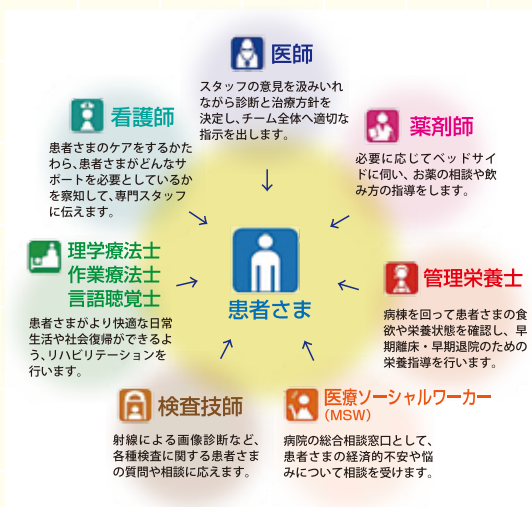 医師
スタッフの意見を汲みいれ
ながら診断と治療方針を
決定し、チーム全体へ適切な
指示を出します。
看護師
患者さまのケアをするかた
わら、患者さまがどんなサ
ポートを必要としているか
を察知して、専門スタッフ
に伝えます。
薬剤師
必要に応じてベッドサイ
ドに伺い、お薬の相談や飲
み方の指導をします。
理学療法士
作業療法士
言語聴覚士
患者さまがより快適な日常
生活や社会復帰ができるよ
う、リハビリテーションを
行います。
患者さま
管理栄養士
病棟を回って患者さまの食
欲や栄養状態を確認し、早
期離床・早期退院のための
栄養指導を行います。
検査技師
射線による画像診断など、
各種検査に関する患者さま
の質問や相談に応えます。
医療ソーシャルワーカー
(MSW)
病院の総合相談窓口として、
患者さまの経済的不安や悩
みについて相談を受けます。